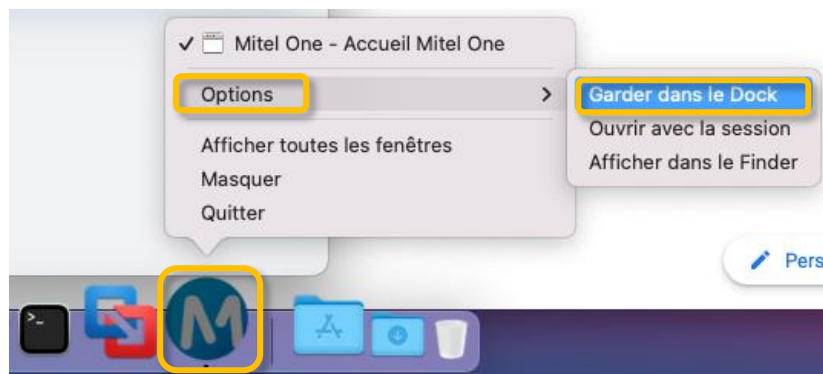 ✓ Mitel One - Accueil Mitel One
Options >
Garder dans le Dock
Ouvrir avec la session
Afficher dans le Finder
Afficher toutes les fenêtres
Masquer
Quitter
Pers
>_
M